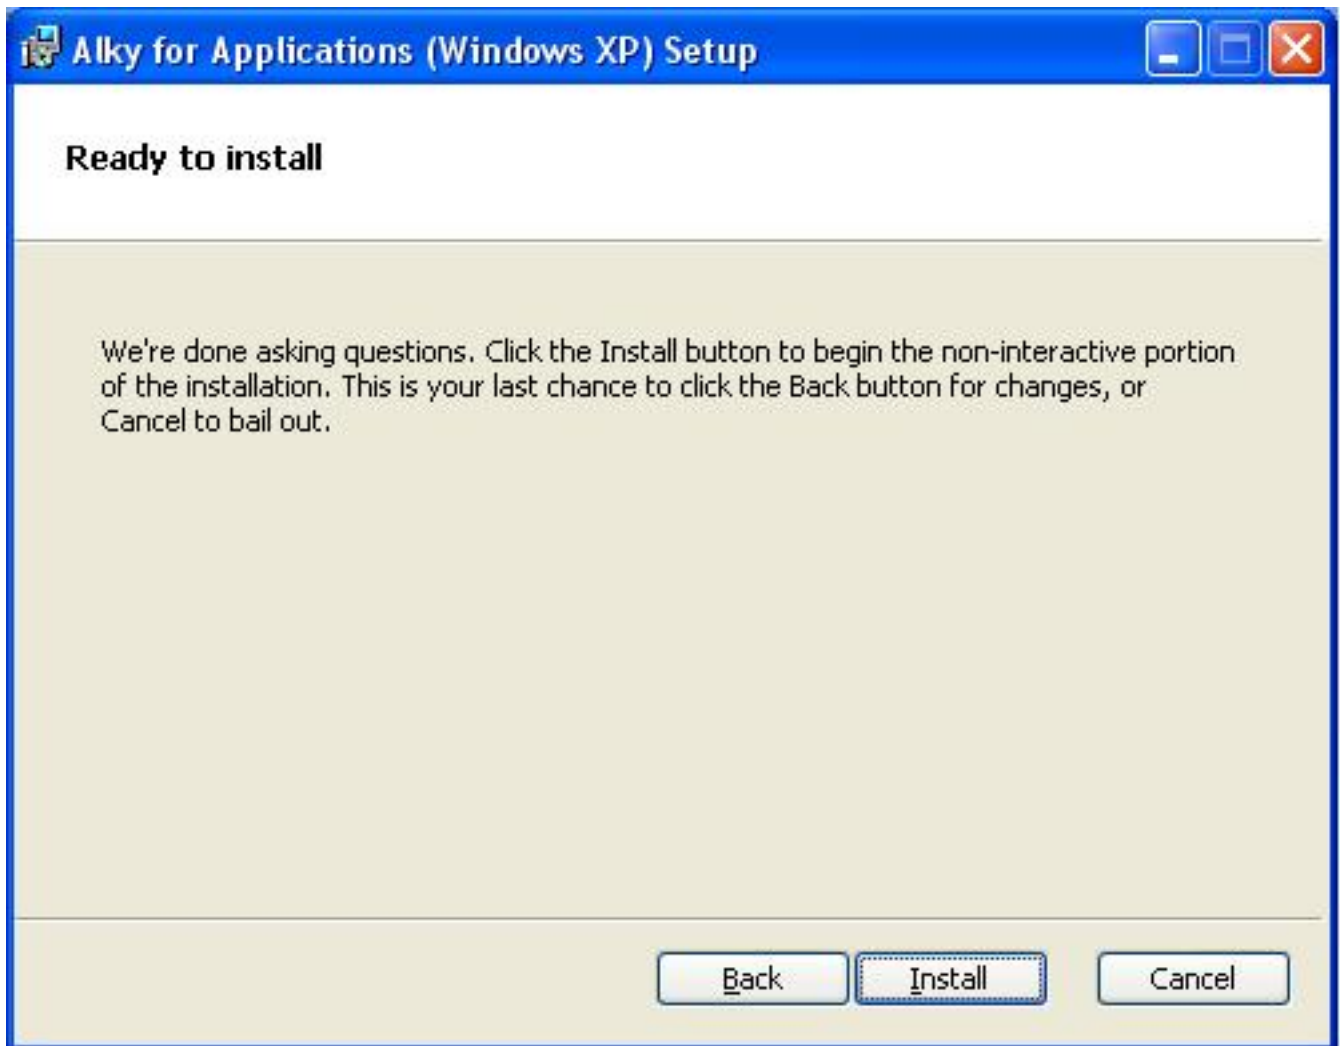 Alky for Applications (Windows XP) Setup
Ready to install
We're done asking questions. Click the Install button to begin the non-interactive portion
of the installation. This is your last chance to click the Back button for changes, or
Cancel to bail out.
Back
Install
Cancel